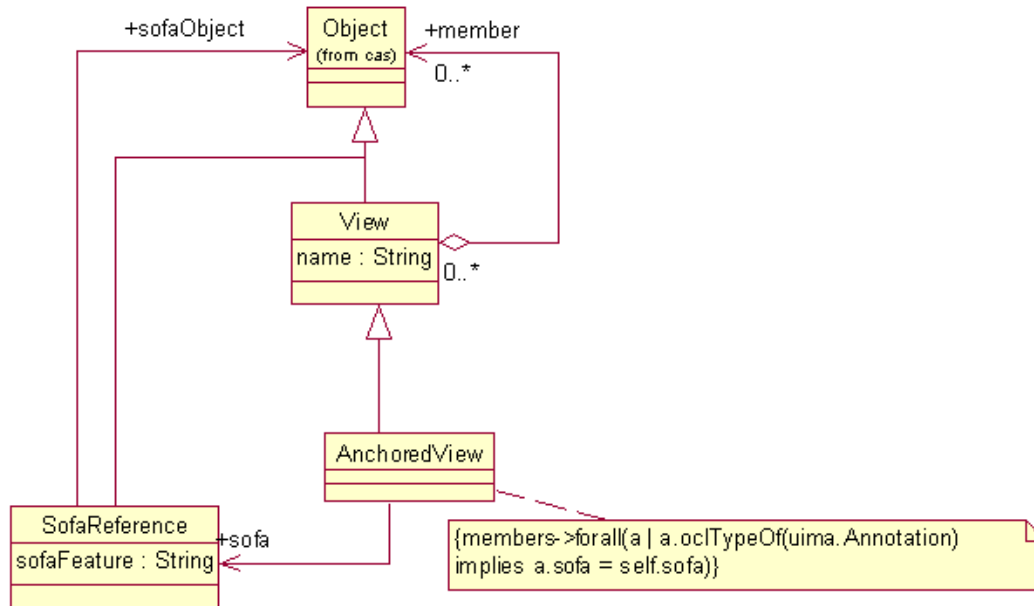 +sofaObject
Object
(from cas)
+member
0..*
View
name : String
0..*
AnchoredView
SofaReference
sofaFeature : String
+sofa
{members->forall(a | a.oclTypeOf(uima.Annotation)
implies a.sofa = self.sofa)}